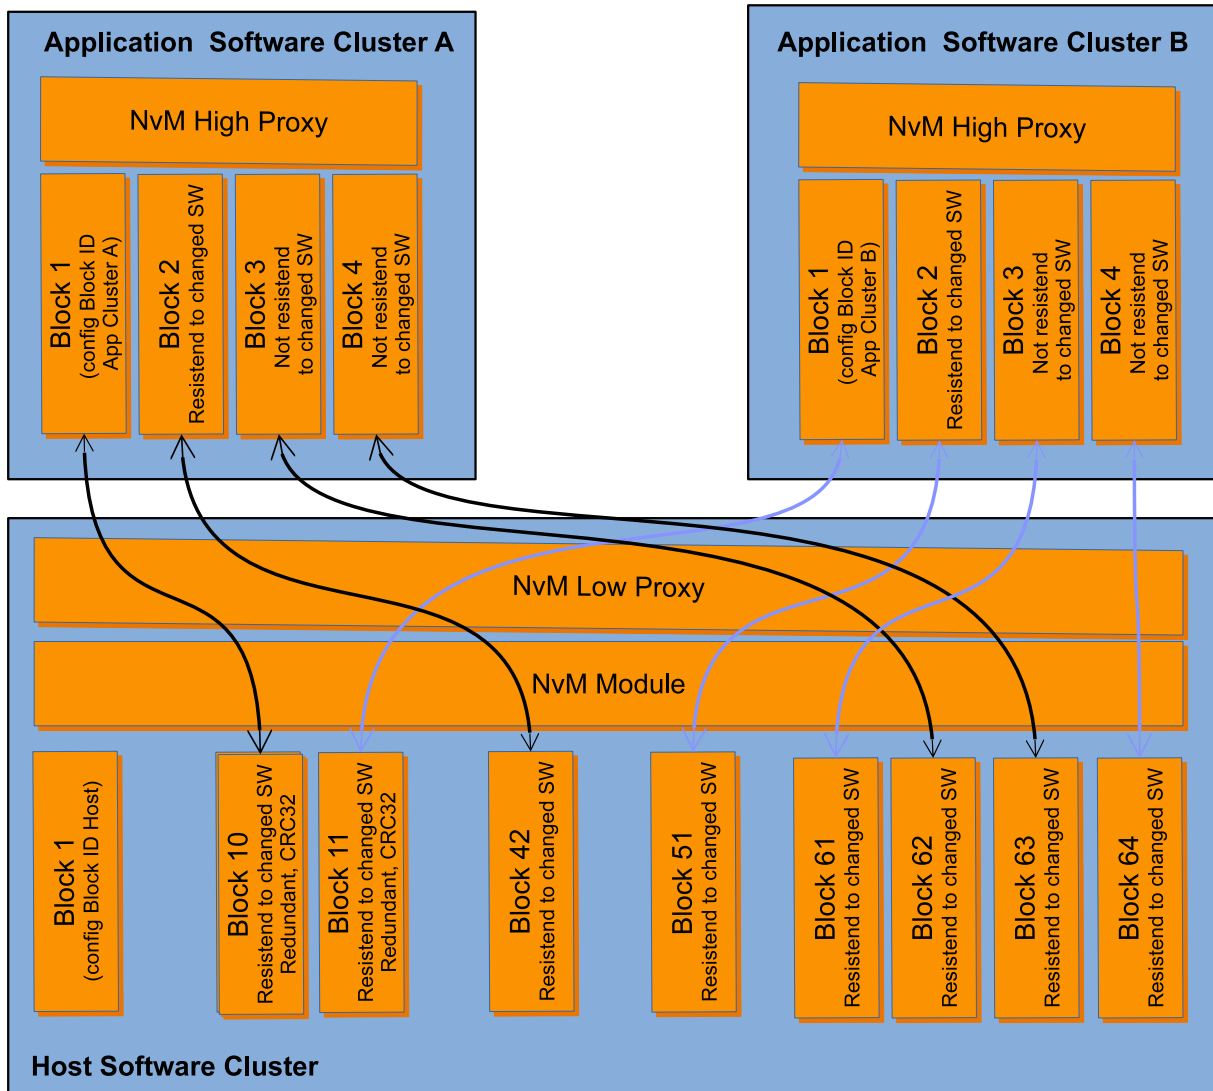 Application  Software Cluster A
NvM High Proxy
Block 1
(config Block ID
App Cluster A)
Block 2
Resistend to changed SW
Block 3
Not resistend
to changed SW
Block 4
Not resistend
to changed SW
Application  Software Cluster B
NvM High Proxy
Block 1
(config Block ID
App Cluster B)
Block 2
Resistend to changed SW
Block 3
Not resistend
to changed SW
Block 4
Not resistend
to changed SW
NvM Low Proxy
NvM Module
Block 1
(config Block ID Host)
Block 10
Resistend to changed SW
Redundant, CRC32
Block 11
Resistend to changed SW
Redundant, CRC32
Block 42
Resistend to changed SW
Block 51
Resistend to changed SW
Block 61
Resistend to changed SW
Block 62
Resistend to changed SW
Block 63
Resistend to changed SW
Block 64
Resistend to changed SW
Host Software Cluster